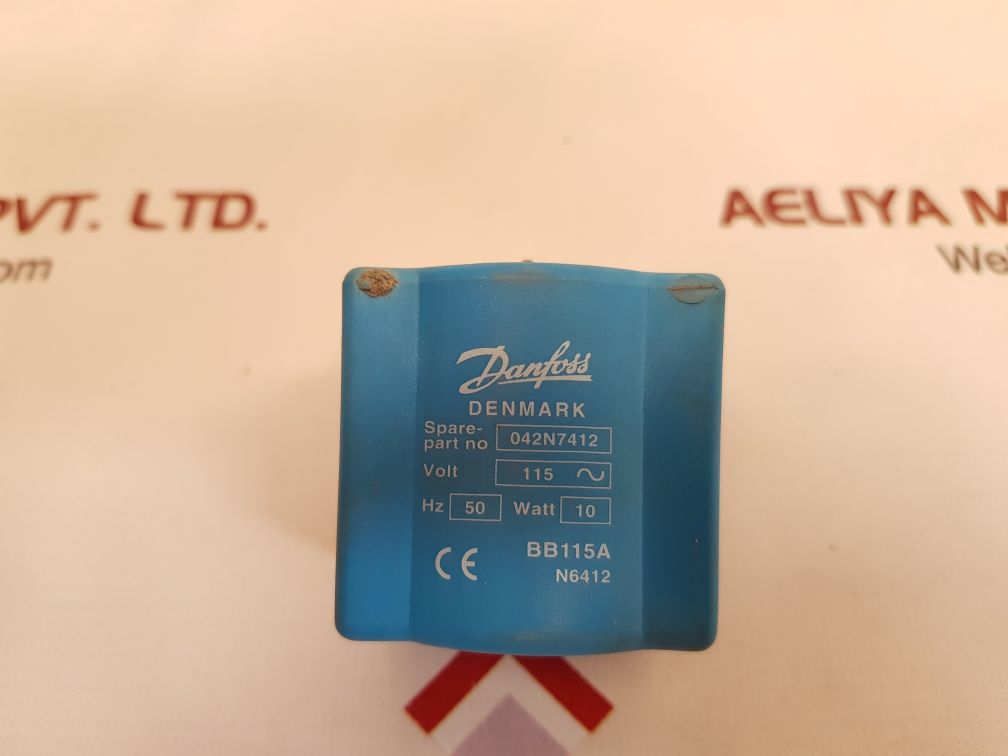 PVT. LTD.
om
AELIYA M
We
Danfoss
DENMARK
Spare-
part no 042N7412
Volt 115 ~
Hz 50 Watt 10
CE BB115A
N6412